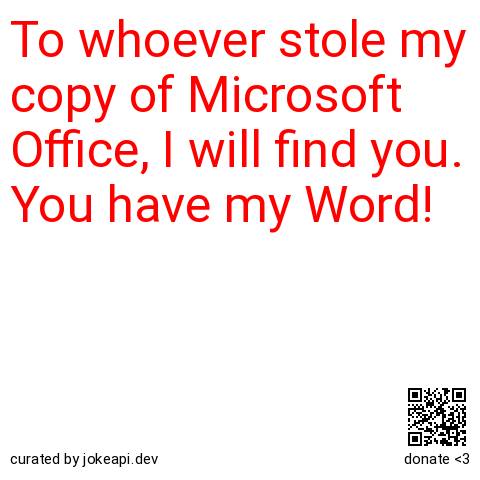 To whoever stole my
copy of Microsoft
Office, I will find you.
You have my Word!
curated by jokeapi.dev
donate <3